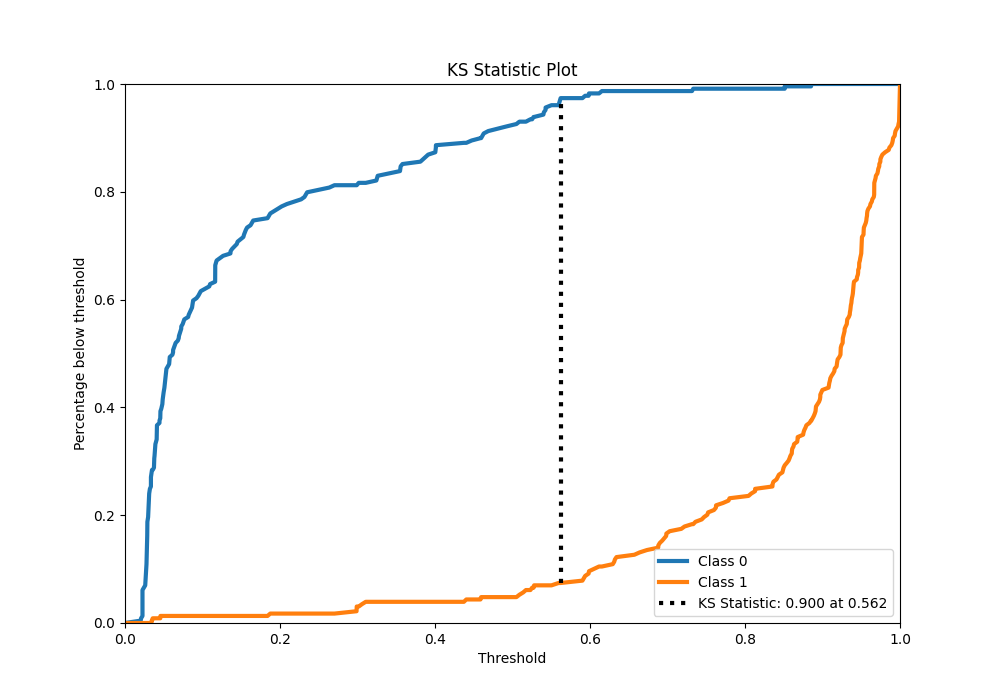 KS Statistic Plot
1.0
0.8
0.6
0.4
0.2
0.0
Percentage below threshold
0.0 0.2 0.4 0.6 0.8 1.0
Threshold
Class 0
Class 1
KS Statistic: 0.900 at 0.562